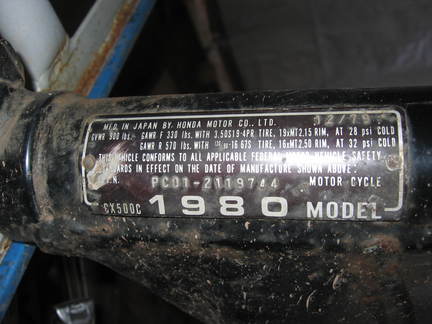 MFD. IN JAPAN BY: HONDA MOTOR CO., LTD. 12/79
GVWR 900 lbs. GAWR F 330 lbs. WITH 3.50S19-4PR TIRE, 19xMT2.15 RIM, AT 28 psi COLD
GAWR R 570 lbs. WITH -16 67S TIRE, 16xMT2.50 RIM, AT 32 psi COLD
THIS VEHICLE CONFORMS TO ALL APPLICABLE FEDERAL MOTOR VEHICLE SAFETY
STANDARDS IN EFFECT ON THE DATE OF MANUFACTURE SHOWN ABOVE.
PC01-2119744 MOTOR CYCLE
CX500C 1980 MODEL